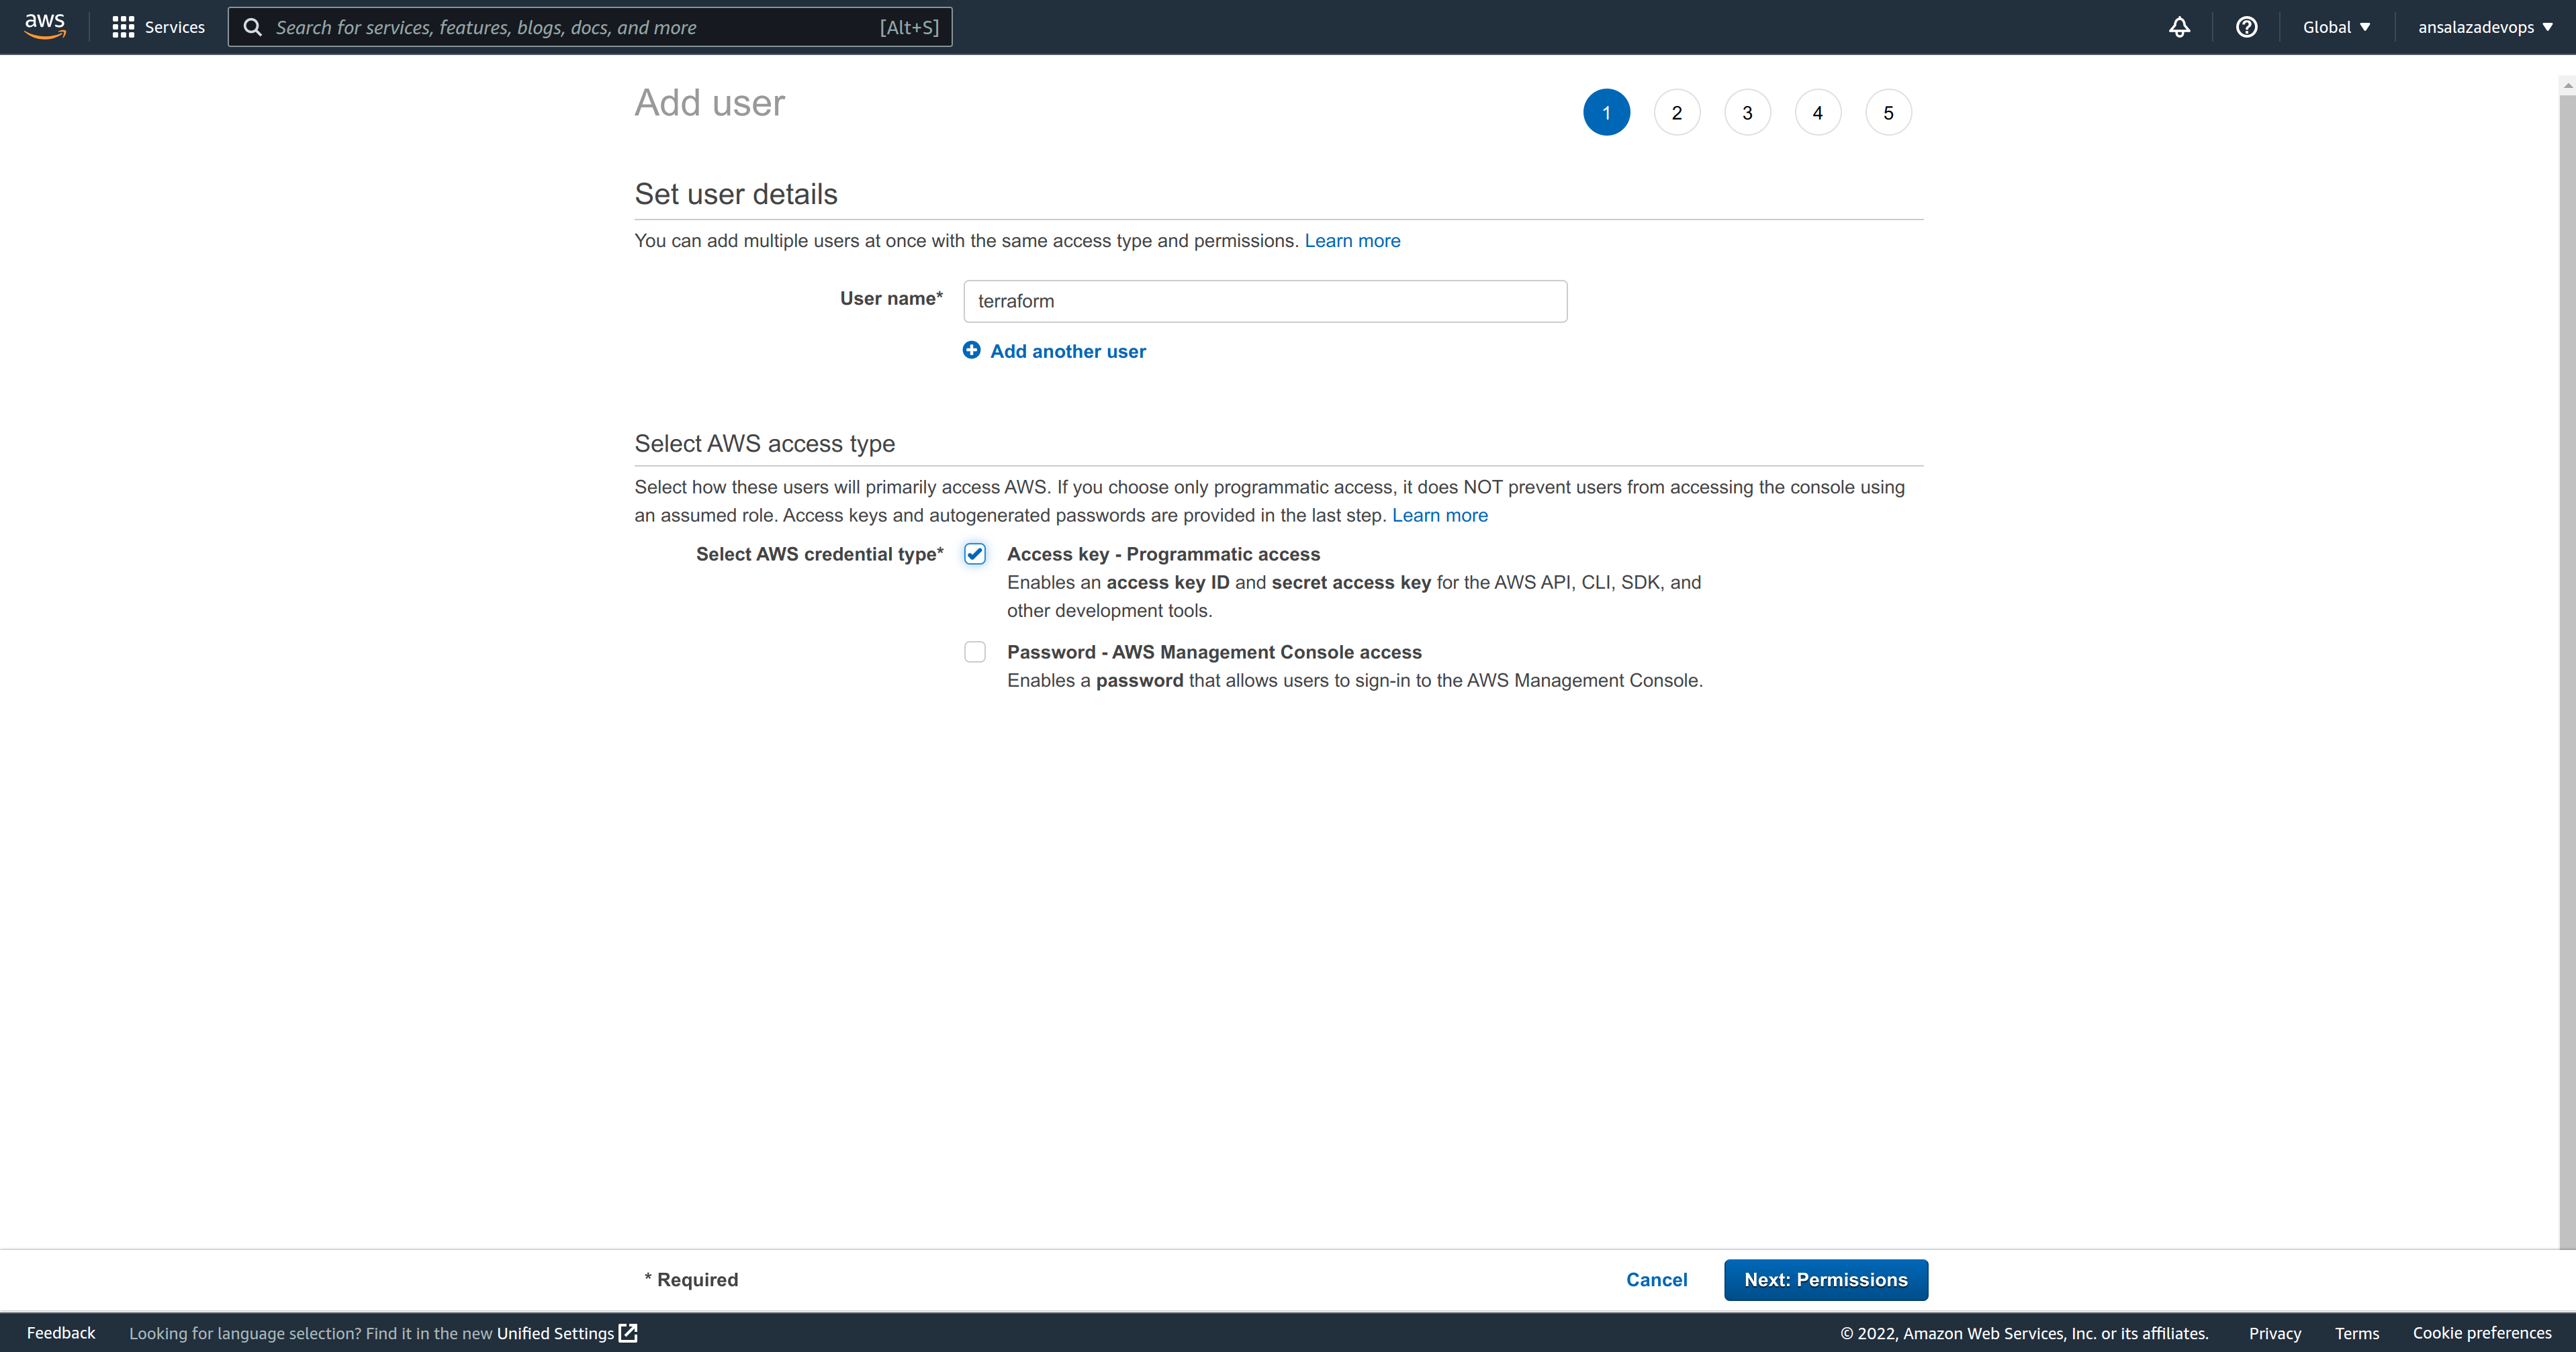 aws
Services
Search for services, features, blogs, docs, and more
[Alt+S]
Global
ansalazadevops
Add user
1 2 3 4 5
Set user details
You can add multiple users at once with the same access type and permissions. Learn more
User name* terraform
Add another user
Select AWS access type
Select how these users will primarily access AWS. If you choose only programmatic access, it does NOT prevent users from accessing the console using
an assumed role. Access keys and autogenerated passwords are provided in the last step. Learn more
Select AWS credential type* Access key - Programmatic access
Enables an access key ID and secret access key for the AWS API, CLI, SDK, and
other development tools.
Password - AWS Management Console access
Enables a password that allows users to sign-in to the AWS Management Console.
* Required
Cancel
Next: Permissions
Feedback
Looking for language selection? Find it in the new Unified Settings
© 2022, Amazon Web Services, Inc. or its affiliates.
Privacy
Terms
Cookie preferences